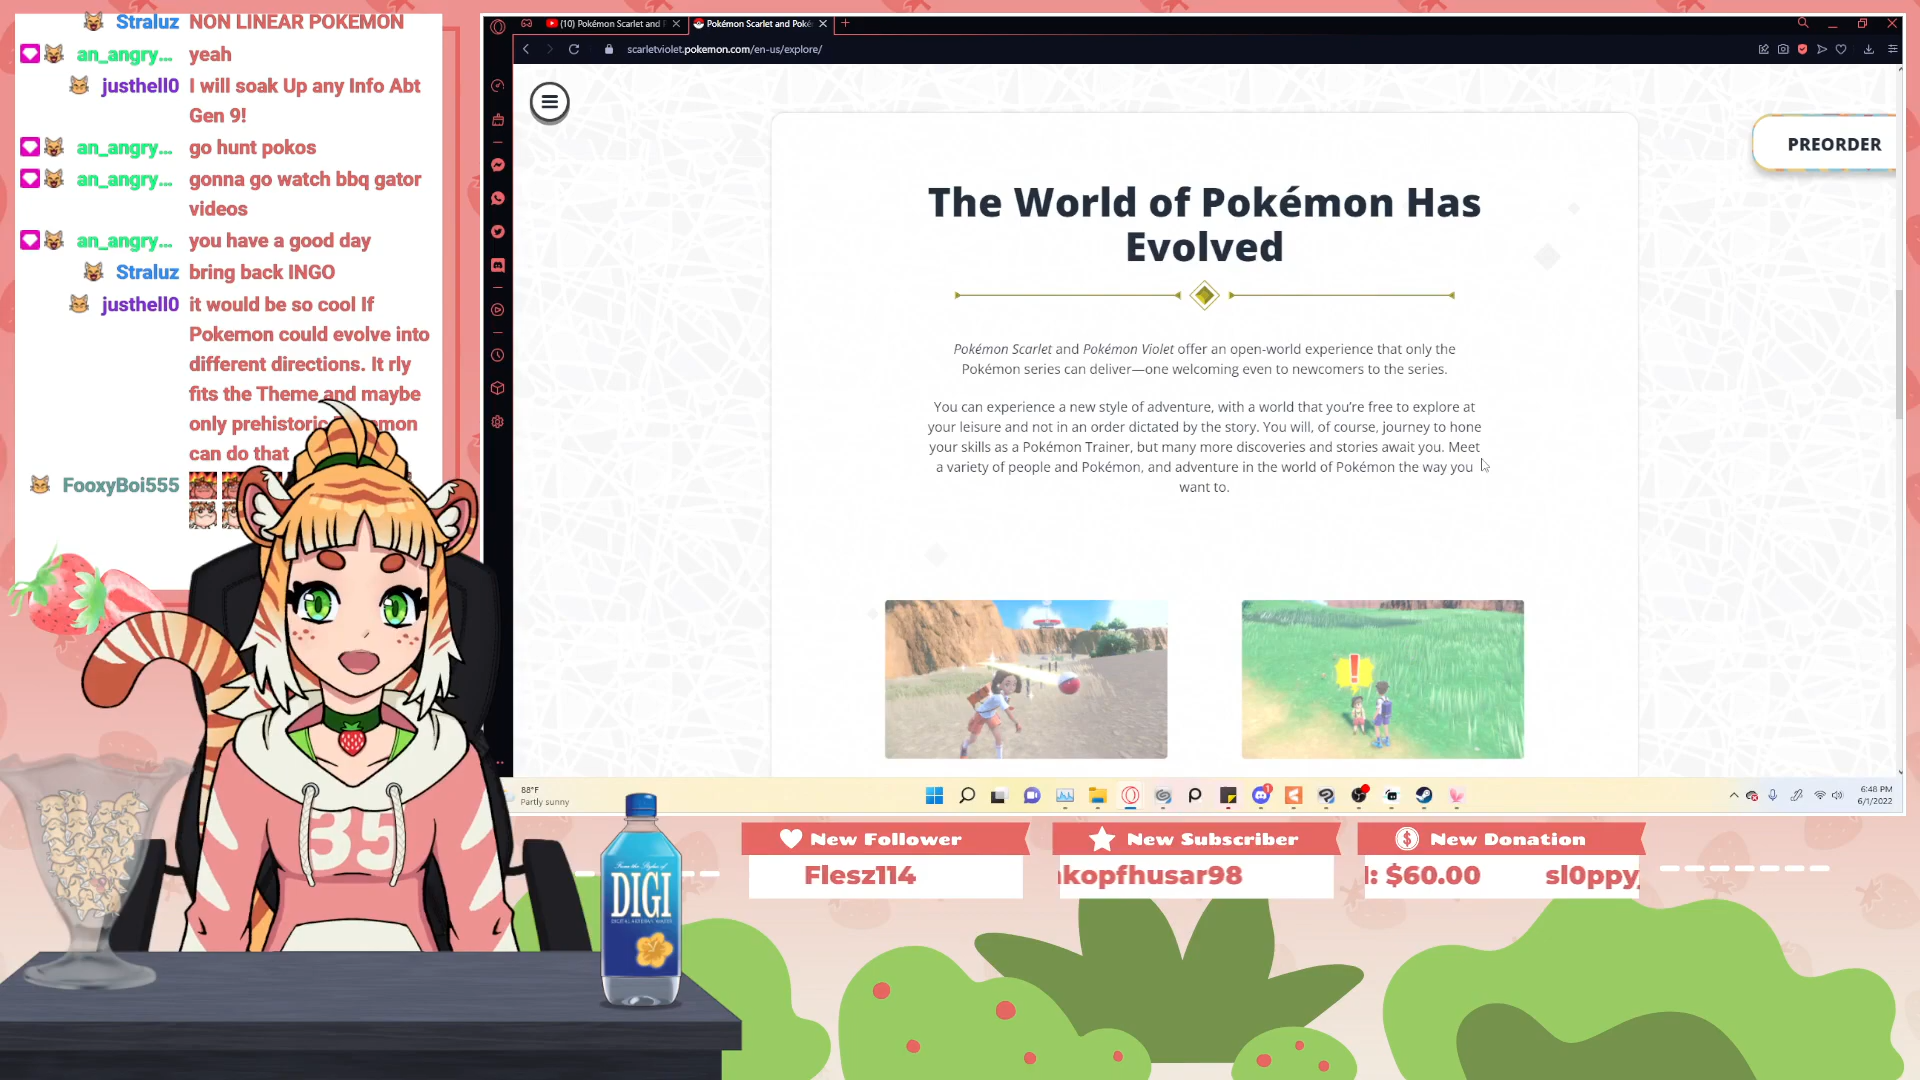 Straluz NON LINEAR POKEMON
an_angry... yeah
justhell0 I will soak Up any Info Abt
Gen 9!
an_angry... go hunt pokos
an_angry... gonna go watch bbq gator
videos
an_angry... you have a good day
Straluz bring back INGO
justhell0 it would be so cool If
Pokemon could evolve into
different directions. It rly
fits the Theme and maybe
only prehistoric
can do that
FooxyBoi555
(10) Pokémon Scarlet and
Pokémon Scarlet and Poké
scarletviolet.pokemon.com/en-us/explore/
PREORDER
The World of Pokémon Has
Evolved
Pokémon Scarlet and Pokémon Violet offer an open-world experience that only the
Pokémon series can deliver—one welcoming even to newcomers to the series.
You can experience a new style of adventure, with a world that you're free to explore at
your leisure and not in an order dictated by the story. You will, of course, journey to hone
your skills as a Pokémon Trainer, but many more discoveries and stories await you. Meet
a variety of people and Pokémon, and adventure in the world of Pokémon the way you
want to.
88°F
Partly sunny
6:48 PM
6/1/2022
35
DIGI
New Follower
Flesz114
New Subscriber
kopfhusar98
New Donation
: $60.00 sl0ppy